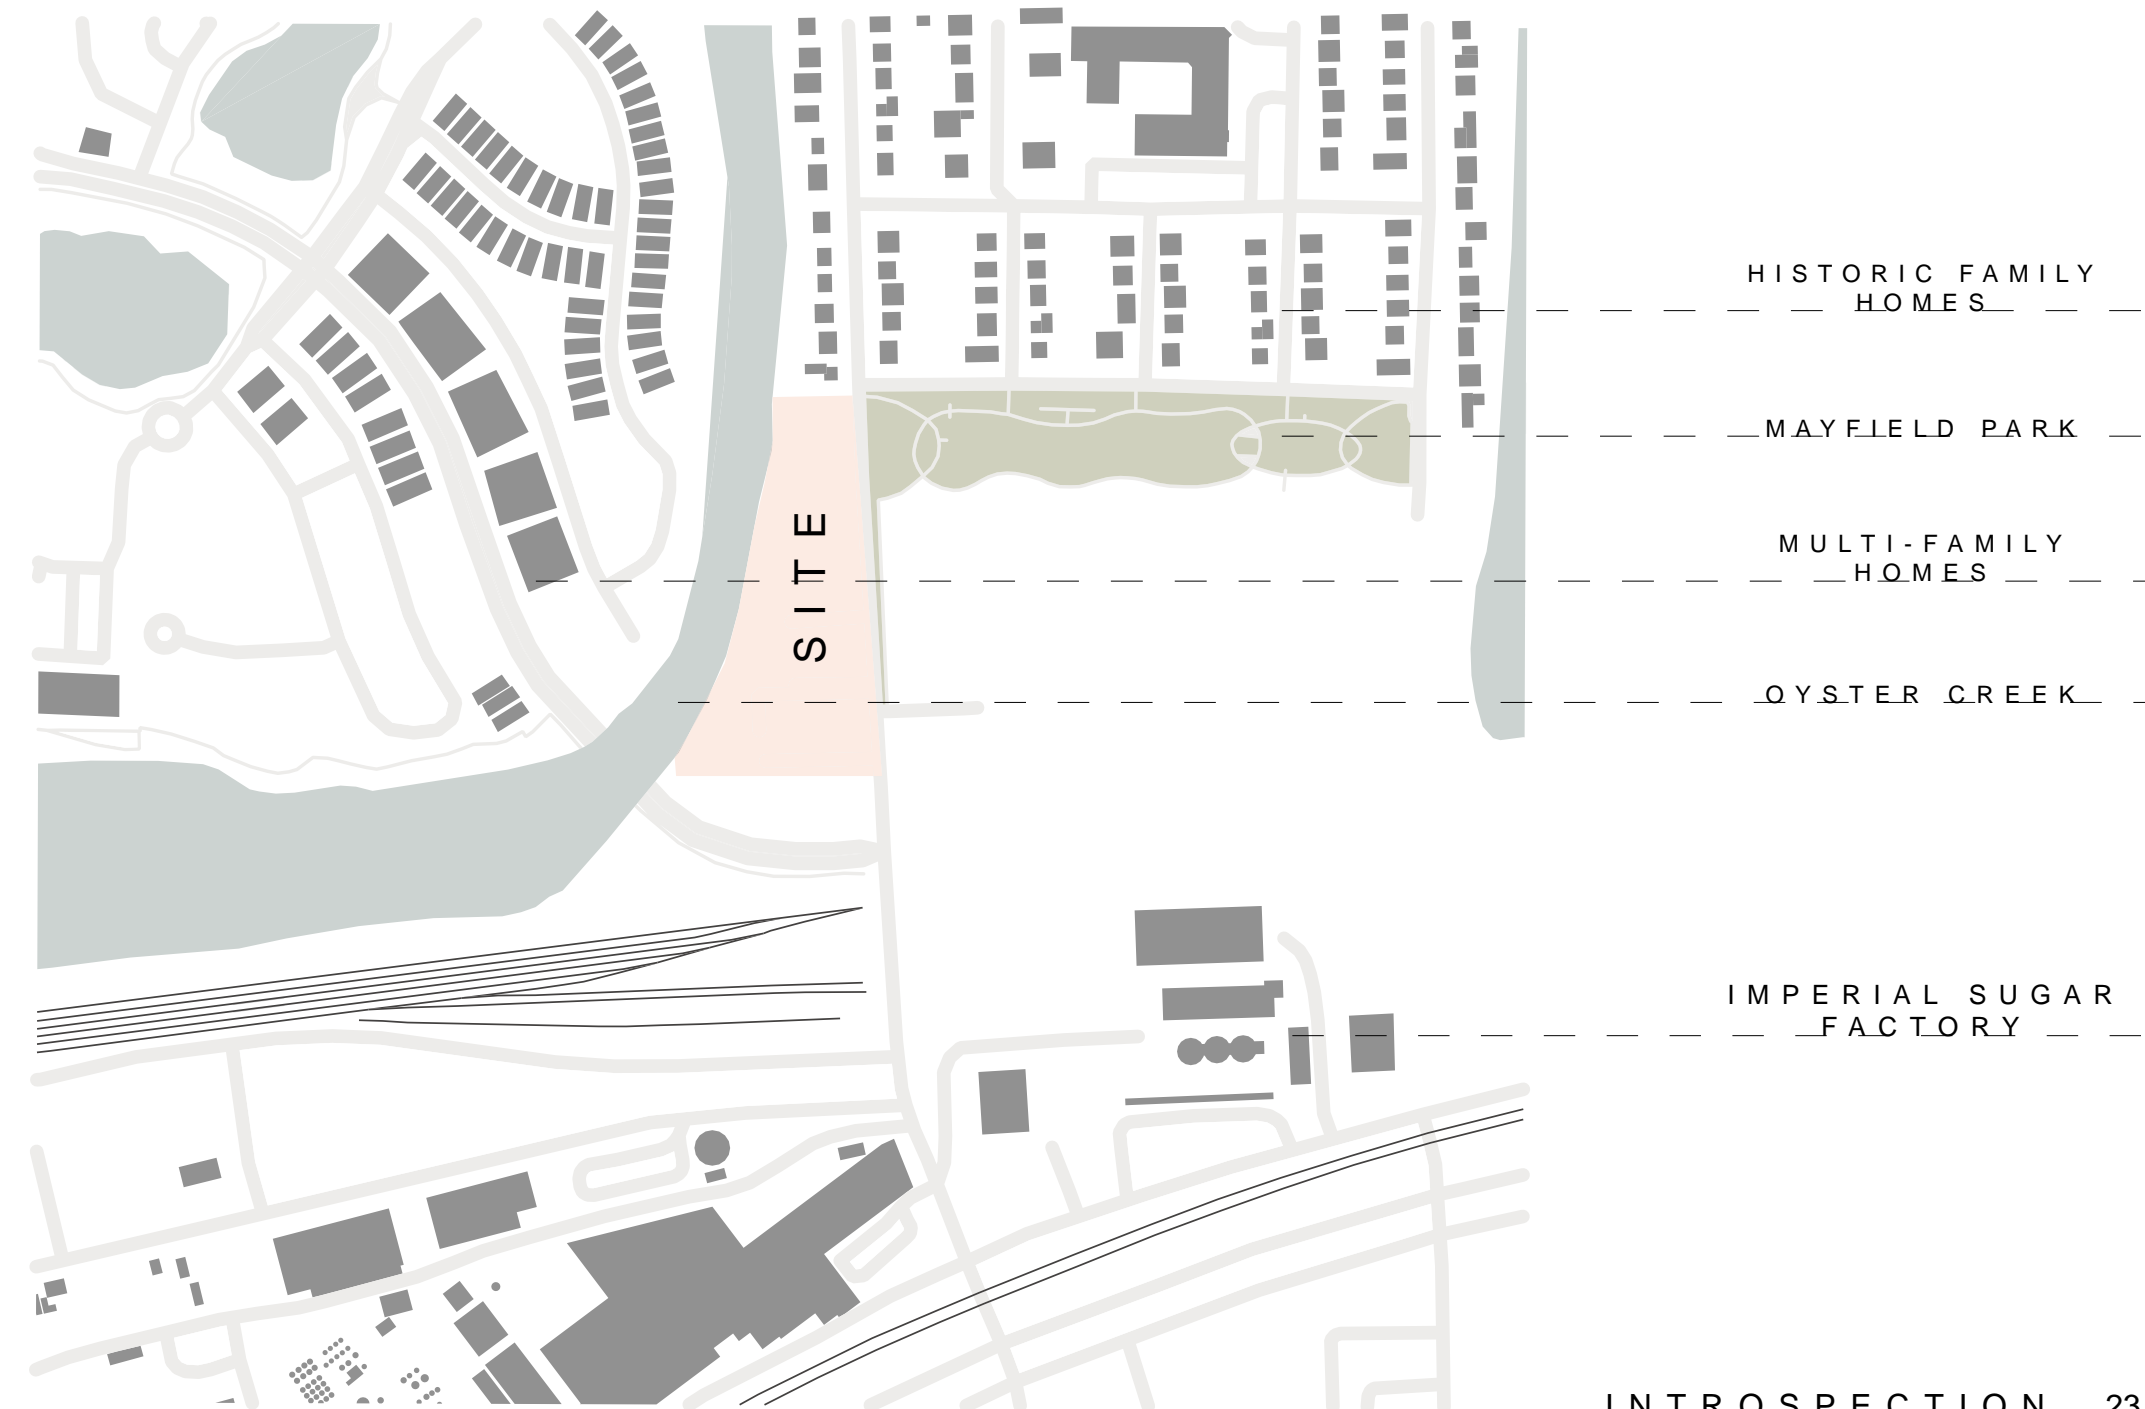 HISTORIC FAMILY
HOMES
MAYFIELD PARK
SITE
MULTI-FAMILY
HOMES
OYSTER CREEK
IMPERIAL SUGAR
FACTORY
INTROSPECTION 23